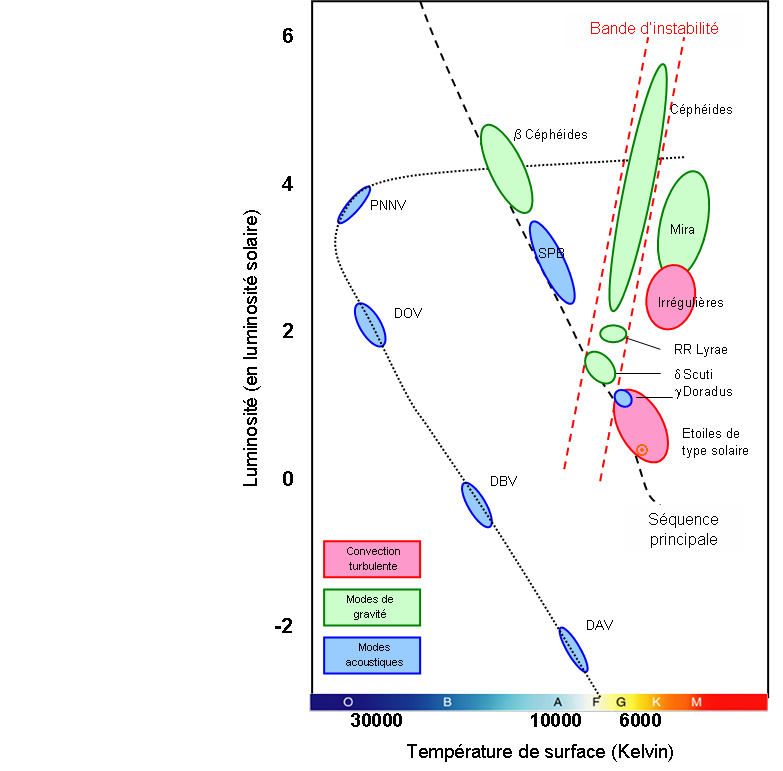 Bande d'instabilité
6
Céphéides
β Céphéides
4
PNNV
Mira
SPB
Irrégulières
DOV
2
RR Lyrae
δ Scuti
γ Doradus
Etoiles de
type solaire
Luminosité (en luminosité solaire)
0
DBV
Séquence
principale
Convection
turbulente
Modes de
gravité
-2
DAV
Modes
acoustiques
O B A F G K M
30000 10000 6000
Température de surface (Kelvin)